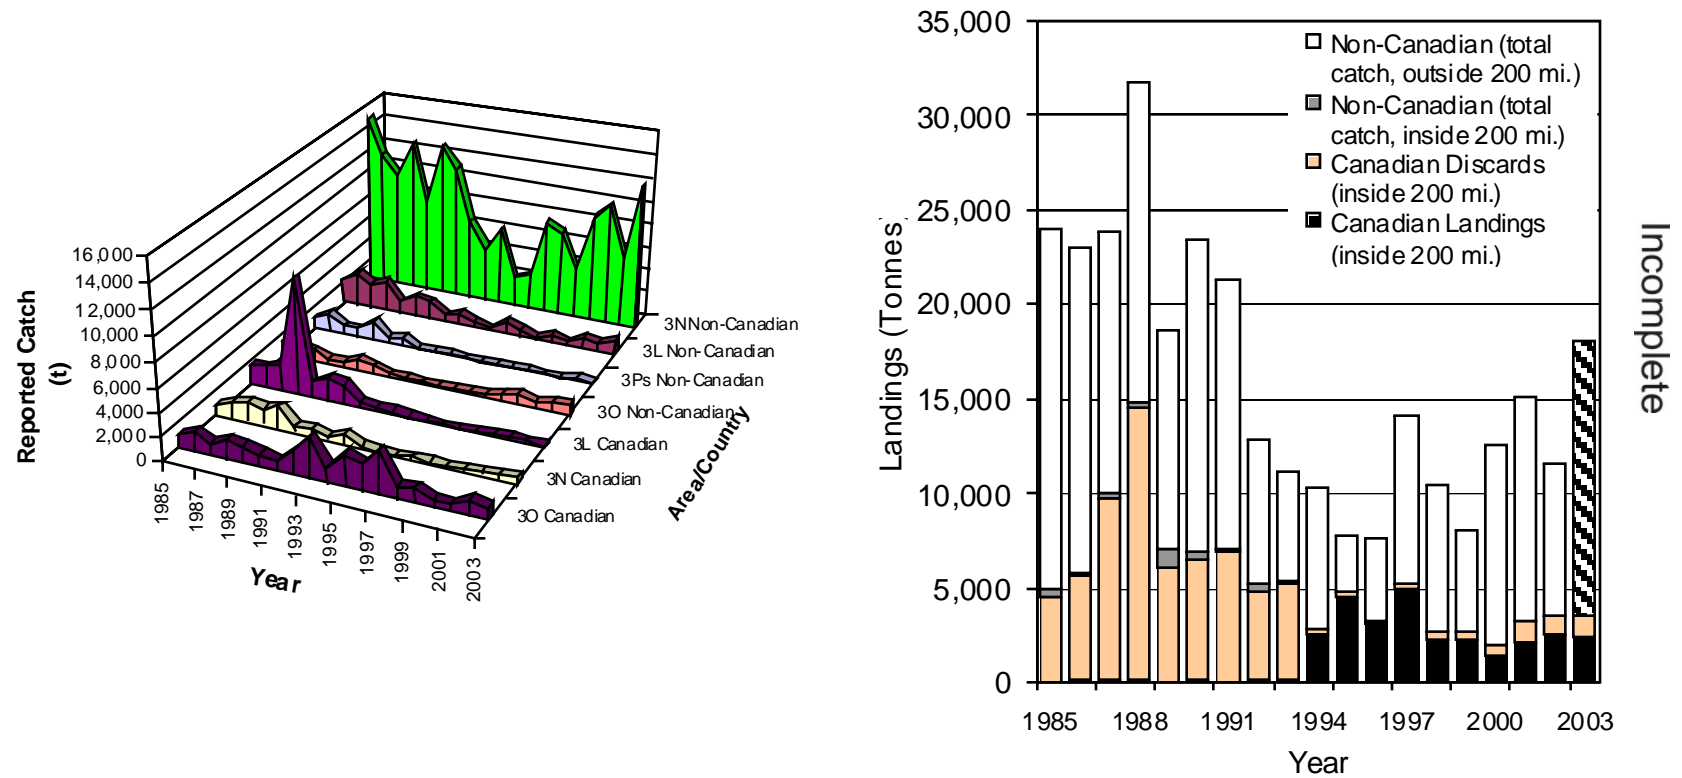 16,000
14,000
12,000
10,000
8,000
6,000
4,000
2,000
0
Reported Catch
(t)
1985
1987
1989
1991
1993
1995
1997
1999
2001
2003
Year
3N Non-Canadian
3L Non-Canadian
3Ps Non-Canadian
3O Non-Canadian
3L Canadian
3N Canadian
3O Canadian
Area/Country
35,000
30,000
25,000
20,000
15,000
10,000
5,000
0
Landings (Tonnes)
Non-Canadian (total
catch, outside 200 mi.)
Non-Canadian (total
catch, inside 200 mi.)
Canadian Discards
(inside 200 mi.)
Canadian Landings
(inside 200 mi.)
1985
1988
1991
1994
1997
2000
2003
Year
Incomplete